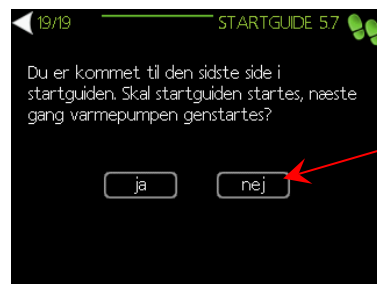 19/19 STARTGUIDE 5.7
Du er kommet til den sidste side i
startguiden. Skal startguiden startes, næste
gang varmepumpen genstartes?
ja nej